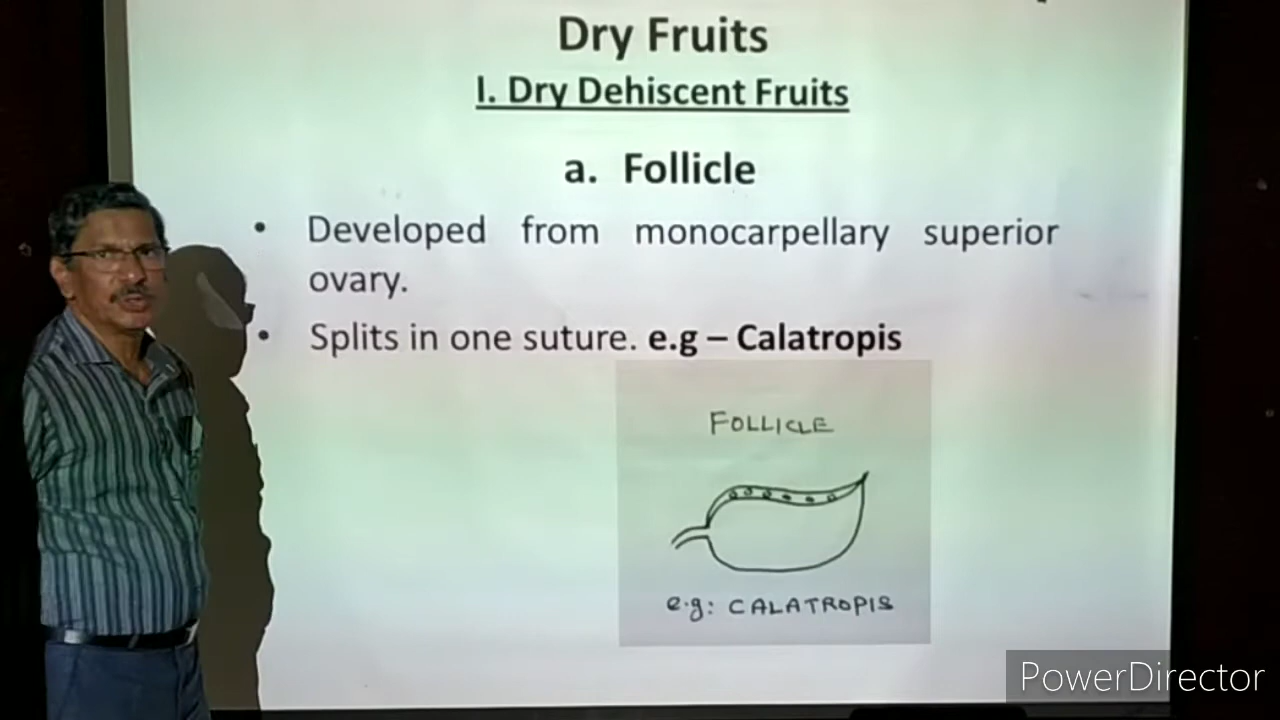 Dry Fruits
I. Dry Dehiscent Fruits
a. Follicle
• Developed from monocarpellary superior
ovary.
• Splits in one suture. e.g – Calatropis
FOLLICLE
e.g: CALATROPIS
PowerDirector